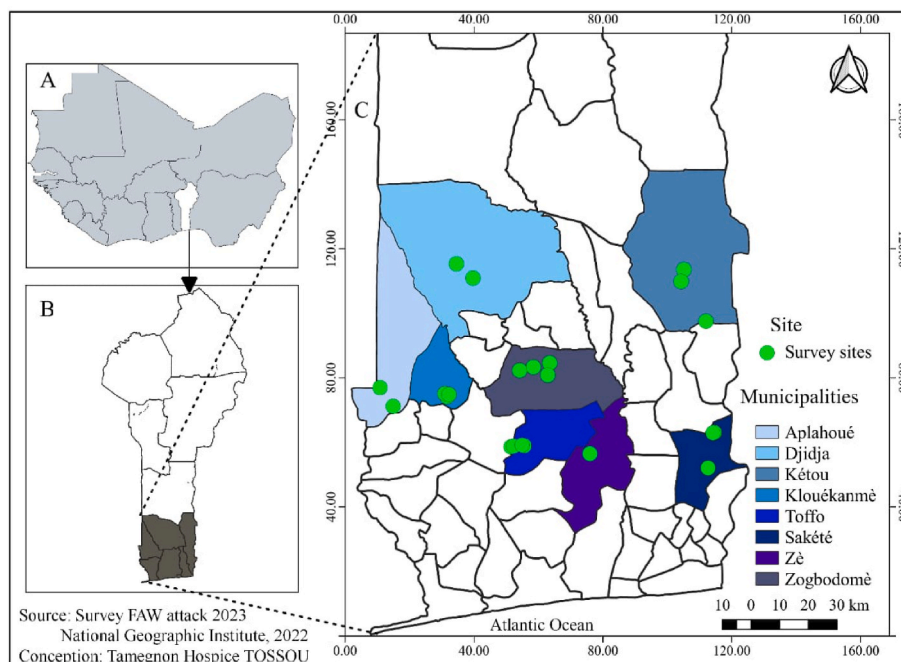 0.00 40.00 80.00 120.00 160.00
A
B
C
160.00
120.00
80.00
40.00
Site
Survey sites
Municipalities
Aplahoué
Djidja
Kétou
Klouékanmè
Toffo
Sakété
Zè
Zogbodomè
10 0 10 20 30 km
Atlantic Ocean
0.00 40.00 80.00 120.00 160.00
Source: Survey FAW attack 2023
National Geographic Institute, 2022
Conception: Tamegnon Hospice TOSSOU